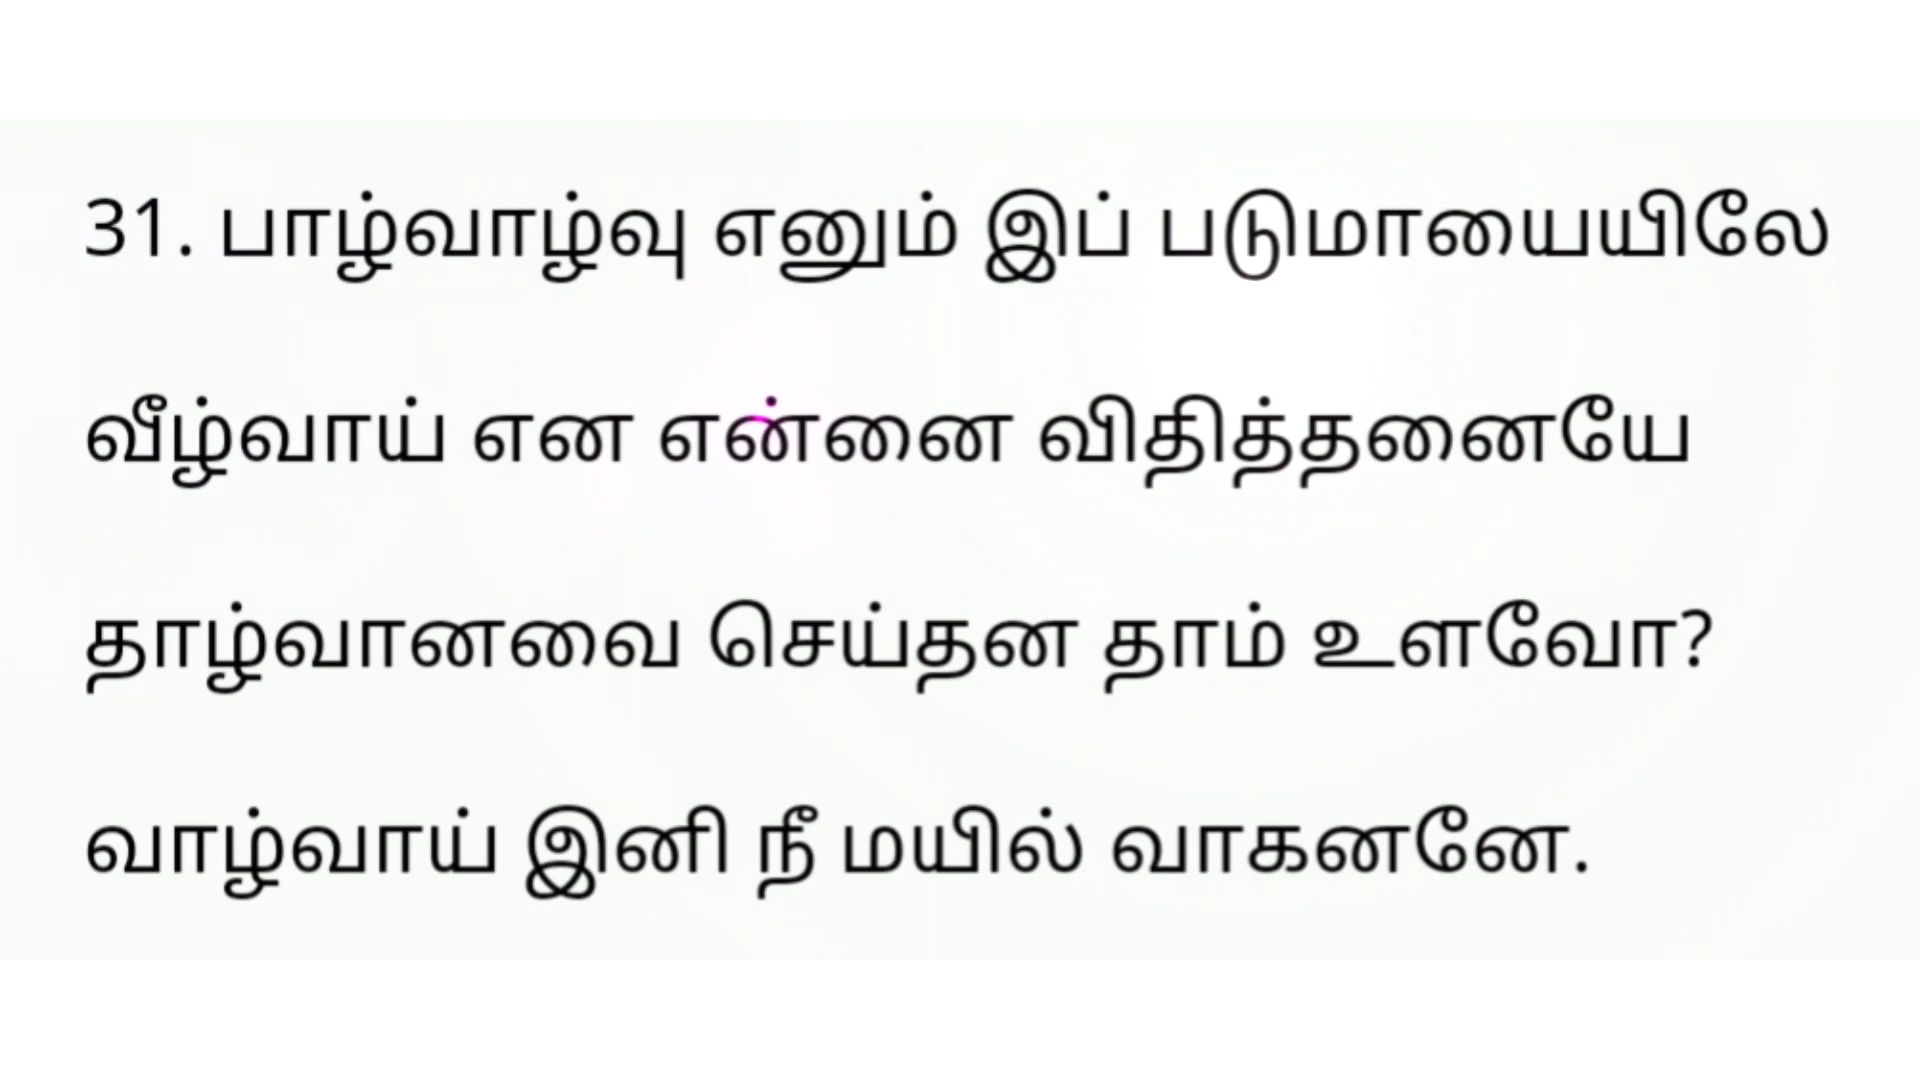 31. பாழ்வாழ்வு எனும் இப் படுமாயையிலே
வீழ்வாய் என என்னை விதித்தனையே
தாழ்வானவை செய்தன தாம் உளவோ?
வாழ்வாய் இனி நீ மயில் வாகனனே.